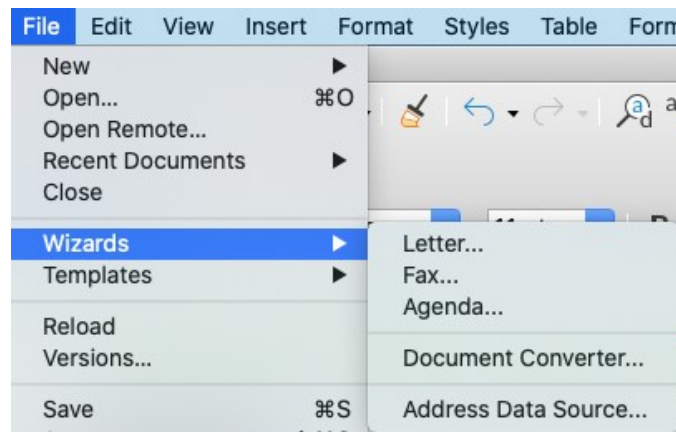 File Edit View Insert Format Styles Table Form
New
Open... ⌘O
Open Remote...
Recent Documents
Close
Wizards
Templates
Reload
Versions...
Save ⌘S
Letter...
Fax...
Agenda...
Document Converter...
Address Data Source...